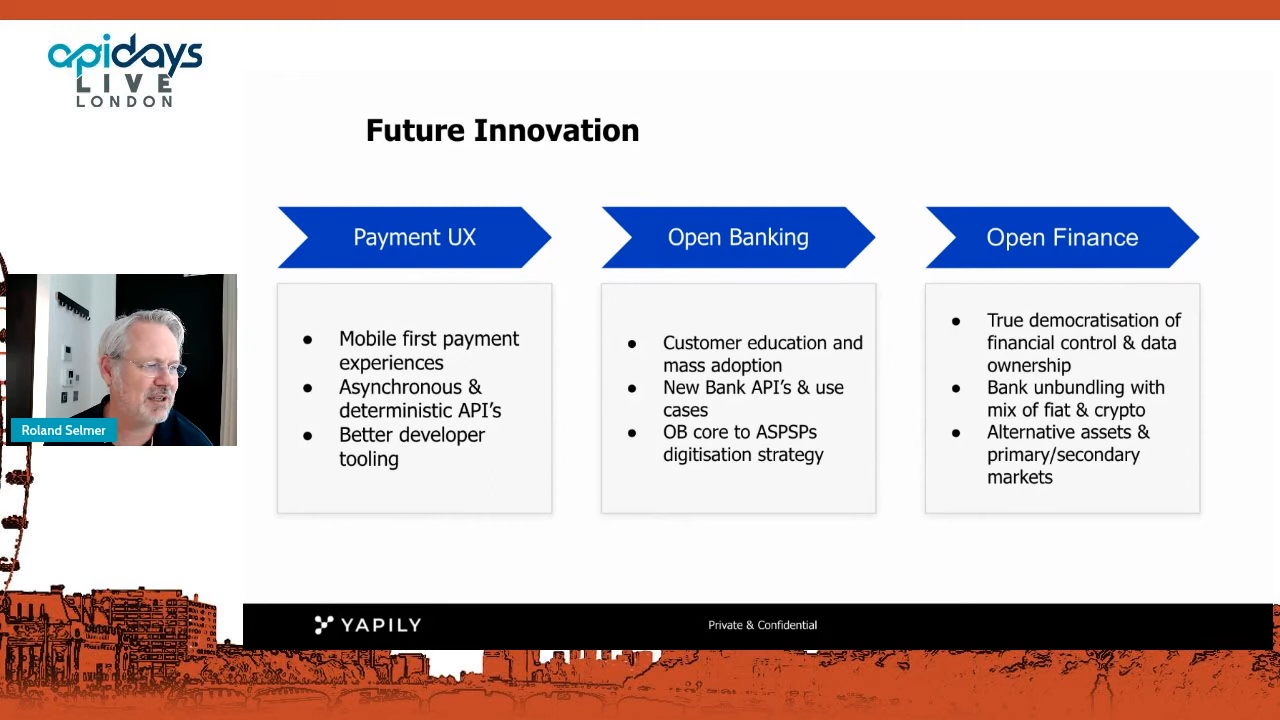 apidays
LIVE
LONDON
Future Innovation
Payment UX
● Mobile first payment
experiences
● Asynchronous &
deterministic API's
● Better developer
tooling
Open Banking
● Customer education and
mass adoption
● New Bank API's & use
cases
● OB core to ASPSPs
digitisation strategy
Open Finance
● True democratisation of
financial control & data
ownership
● Bank unbundling with
mix of fiat & crypto
● Alternative assets &
primary/secondary
markets
Roland Selmer
YAPILY
Private & Confidential